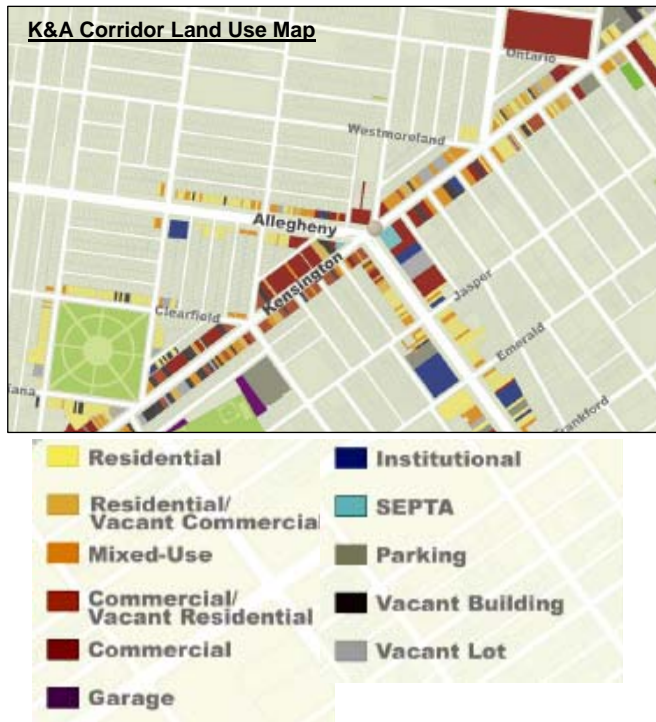 K&A Corridor Land Use Map
Ontario
Westmoreland
Allegheny
Kensington
Jasper
Clearfield
Emerald
iana
Frankford
Residential
Residential/
Vacant Commercial
Mixed-Use
Commercial/
Vacant Residential
Commercial
Garage
Institutional
SEPTA
Parking
Vacant Building
Vacant Lot